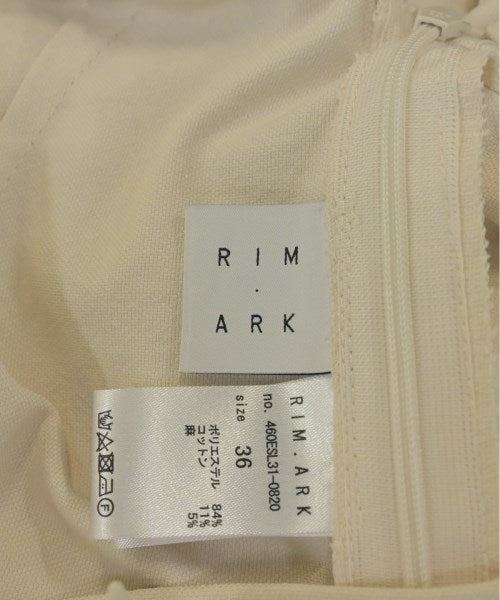 RIM
.
ARK
RIM.ARK
no. 460ESL31-0820
size 36
ポリエステル 84%
コットン 11%
麻 5%